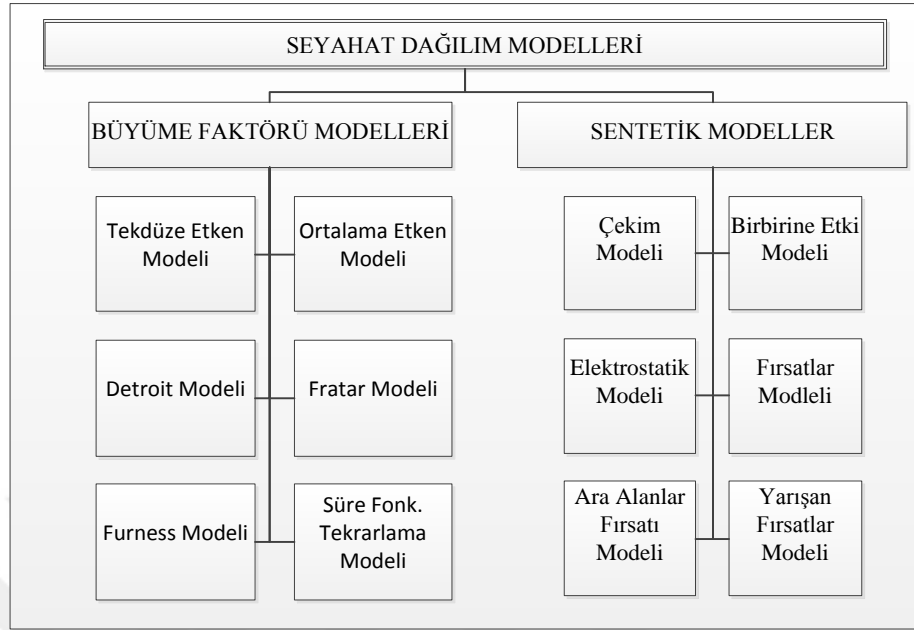 SEYAHAT DAĞILIM MODELLERİ
BÜYÜME FAKTÖRÜ MODELLERİ
SENTETİK MODELLER
Tekdüze Etken
Modeli
Ortalama Etken
Modeli
Çekim
Modeli
Birbirine Etki
Modeli
Detroit Modeli
Fratar Modeli
Elektrostatik
Modeli
Fırsatlar
Modleli
Furness Modeli
Süre Fonk.
Tekrarlama
Modeli
Ara Alanlar
Fırsatı
Modeli
Yarışan
Fırsatlar
Modeli